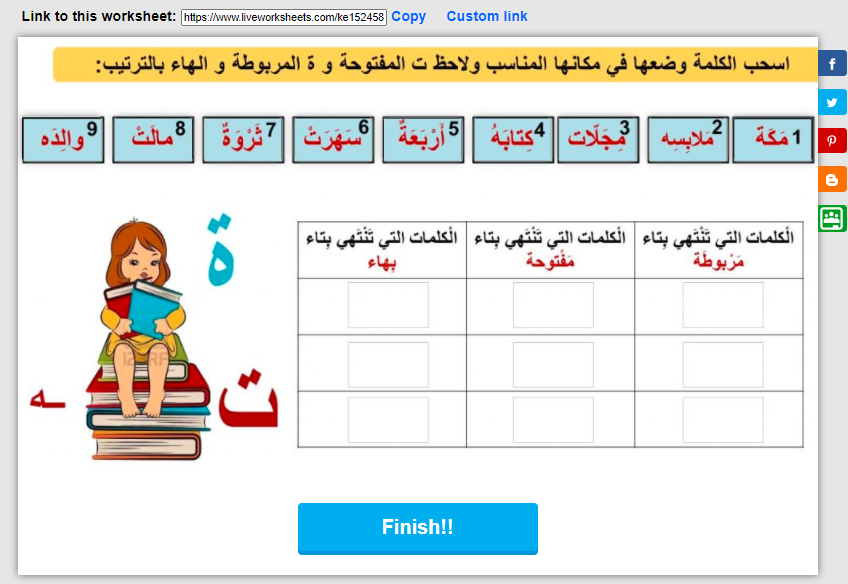 Link to this worksheet: https://www.liveworksheets.com/ke152458 Copy Custom link
اسحب الكلمة وضعها في مكانها المناسب ولاحظ ت المفتوحة و ة المربوطة و الهاء بالترتيب:
1 مَكَة
2 مَلابِسِه
3 مِجَلّات
4 كِتابَهُ
5 أَرْبَعَةٌ
6 سَهَرَتْ
7 ثَرْوَةٌ
8 مالَتْ
9 والِدَه
الْكلمات التي تَنْتَهي بِتاء
مَرْبوطَة
الْكلمات التي تَنْتَهي بِتاء
مَفْتوحة
الْكلمات التي تَنْتَهي بِتاء
بِهاء
ة
ت
ـه
Finish!!